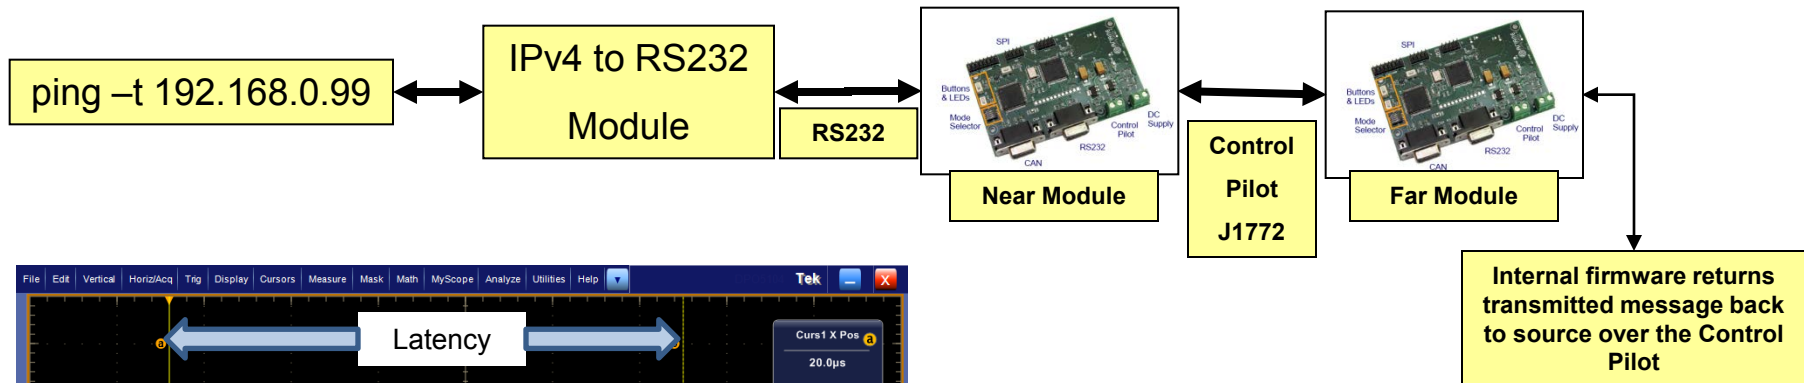 ping –t 192.168.0.99
IPv4 to RS232
Module
RS232
SPI
Buttons
& LEDs
Mode
Selector
CAN
RS232
Control
Pilot
DC
Supply
Near Module
Control
Pilot
J1772
SPI
Buttons
& LEDs
Mode
Selector
CAN
RS232
Control
Pilot
DC
Supply
Far Module
Internal firmware returns
transmitted message back
to source over the Control
Pilot
File Edit Vertical Horiz/Acq Trig Display Cursors Measure Mask Math MyScope Analyze Utilities Help Tek X
a Latency
Curs1 X Pos a
20.0µs